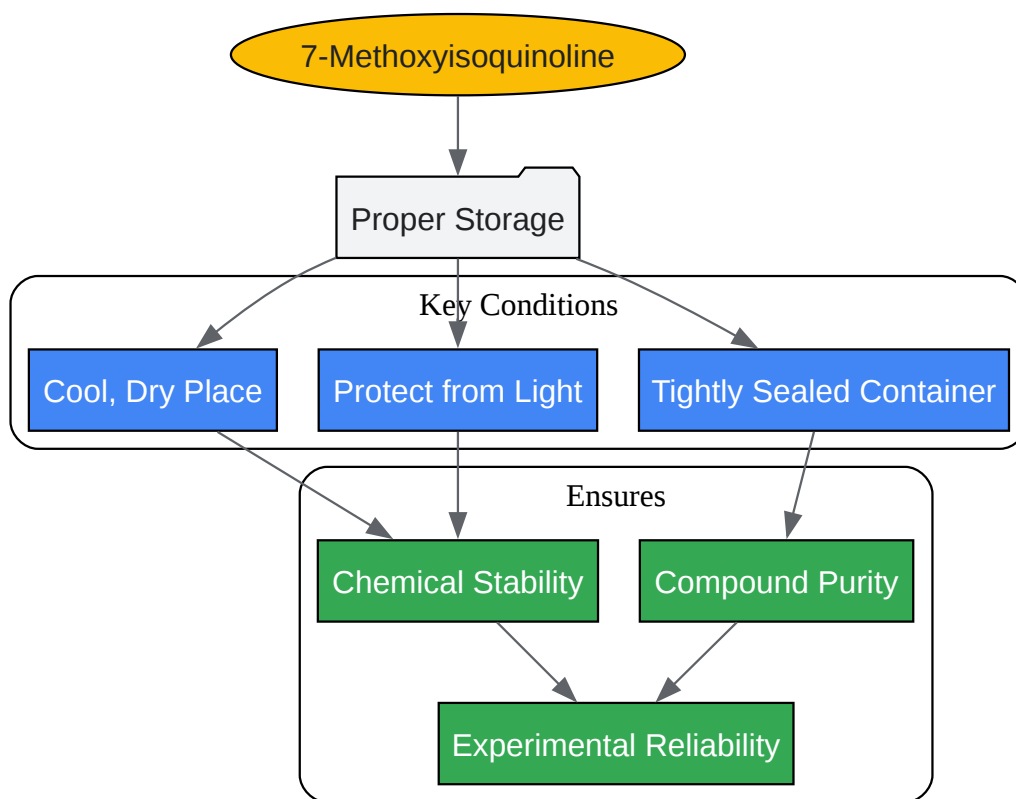 7-Methoxyisoquinoline
Proper Storage
Key Conditions
Cool, Dry Place
Protect from Light
Tightly Sealed Container
Ensures
Chemical Stability
Compound Purity
Experimental Reliability